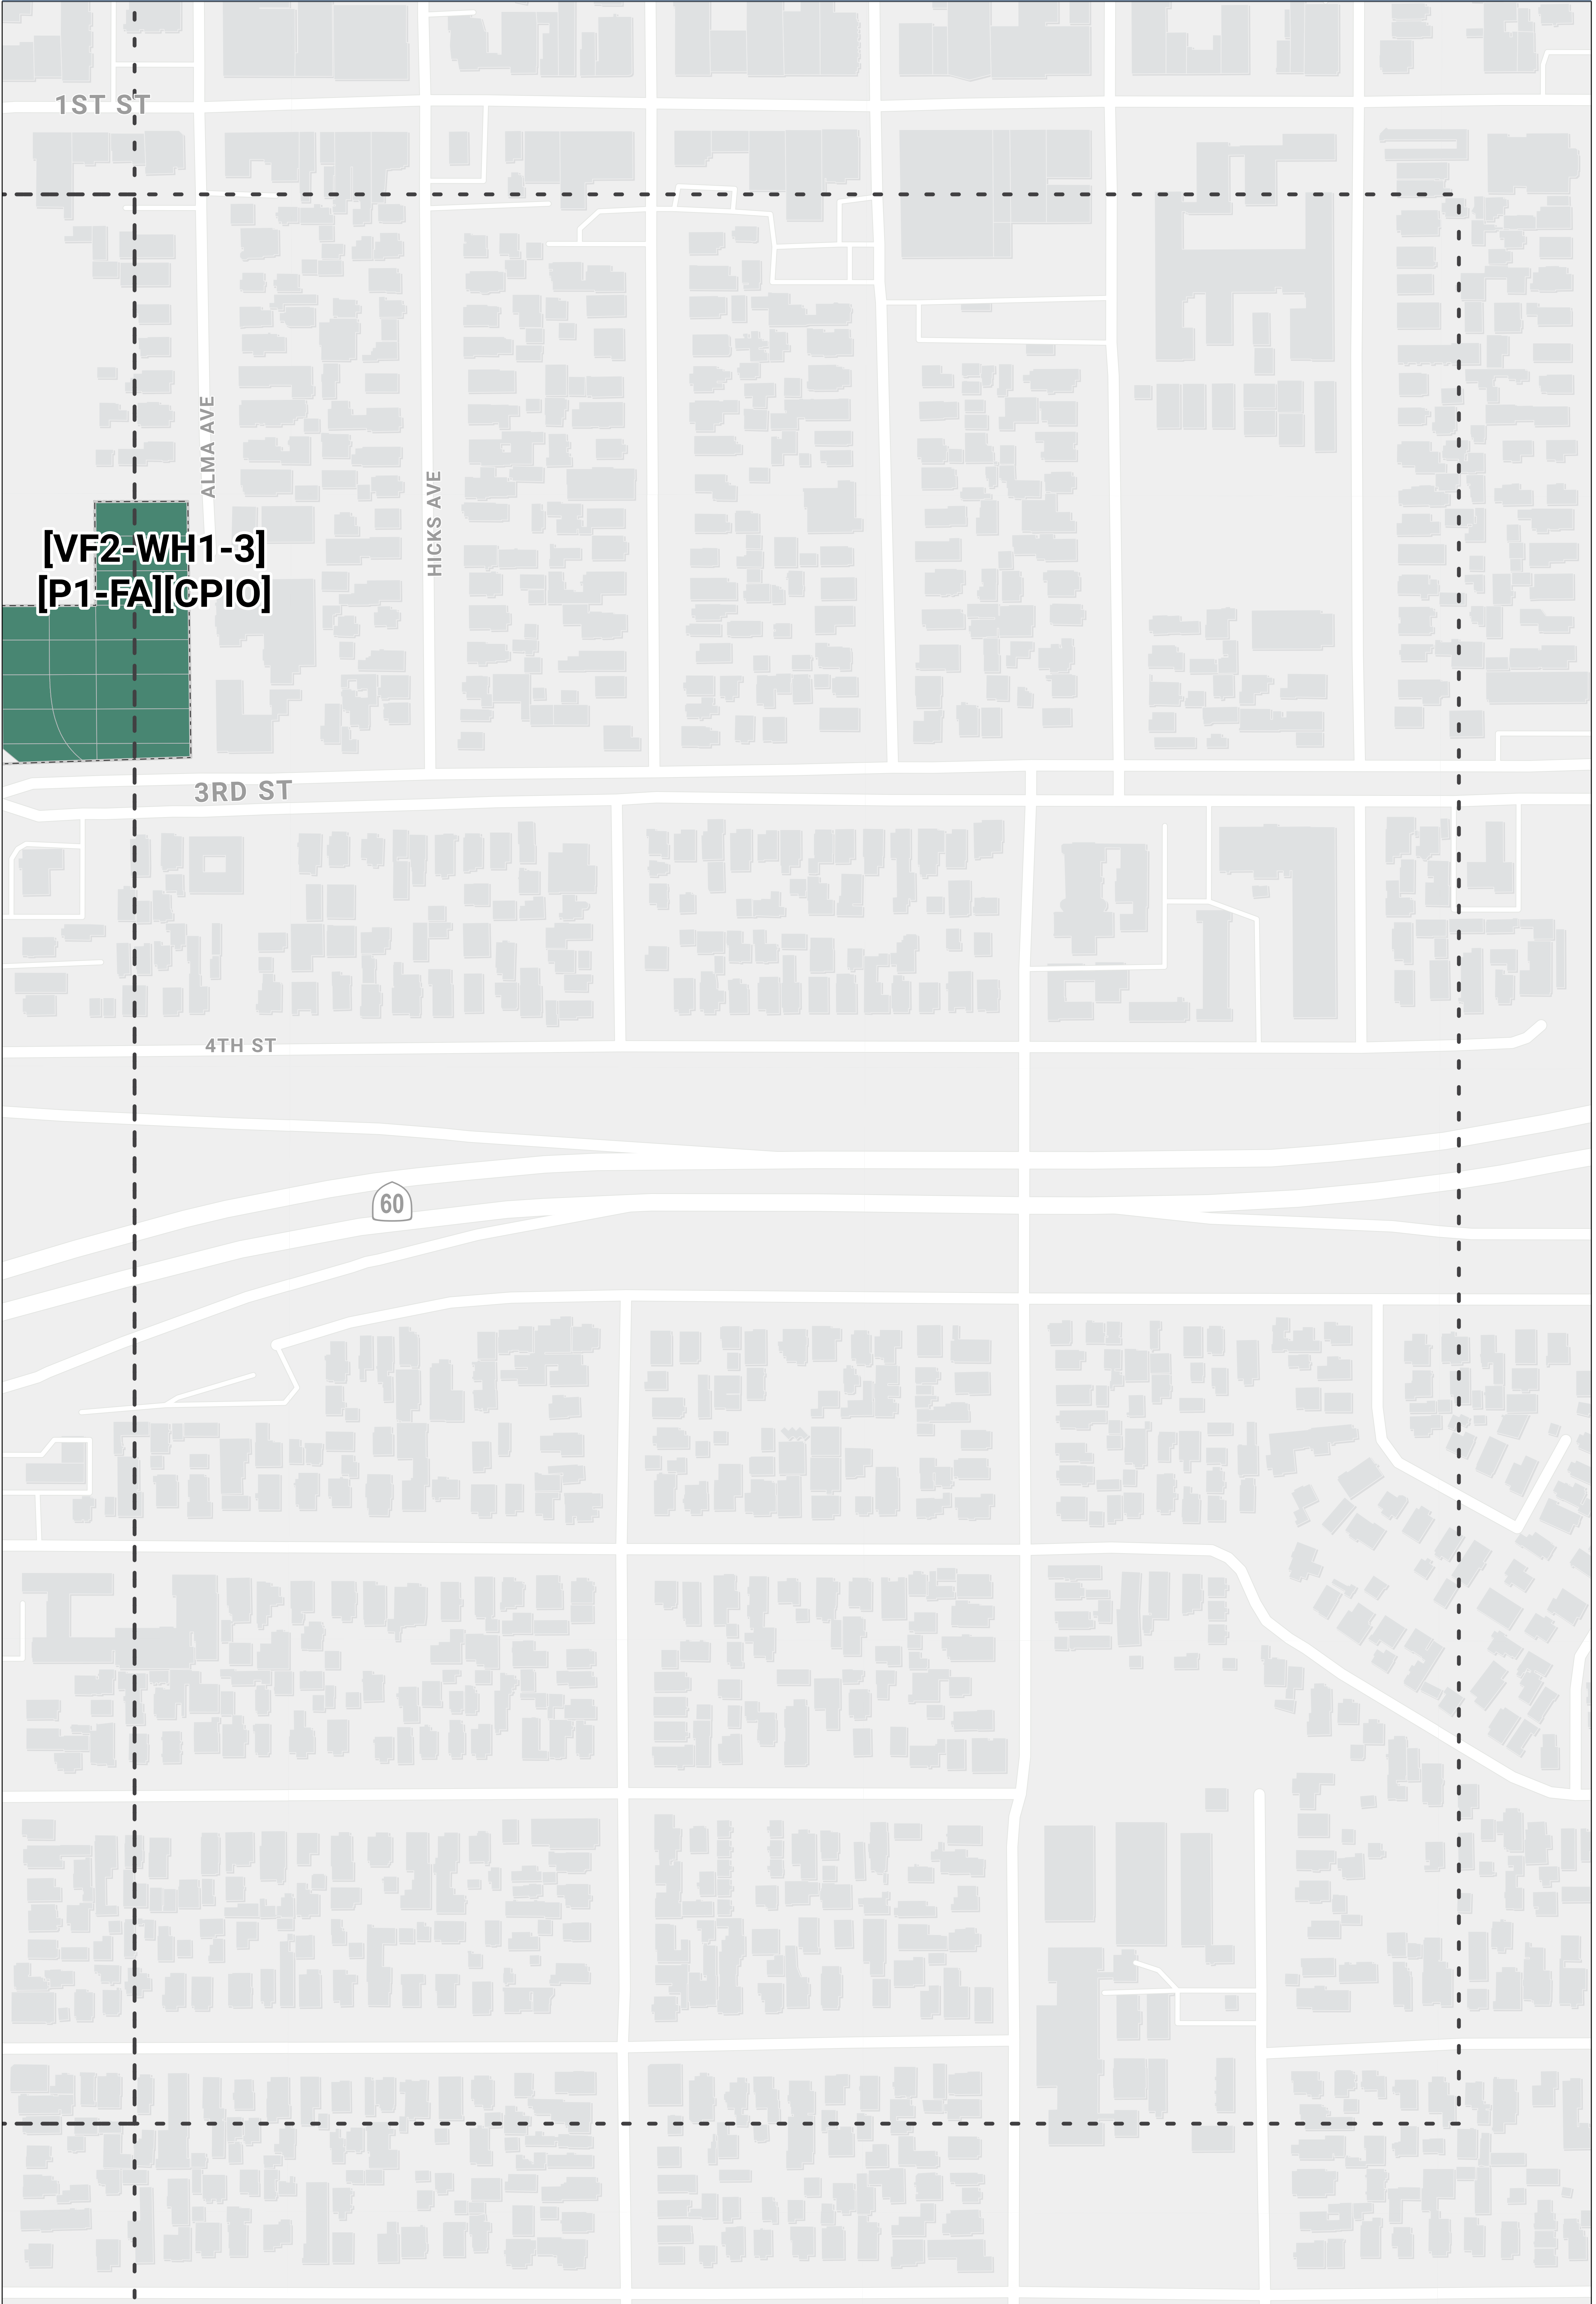 1ST ST
ALMA AVE
HICKS AVE
[VF2-WH1-3]
[P1-FA][CPIO]
3RD ST
4TH ST
60